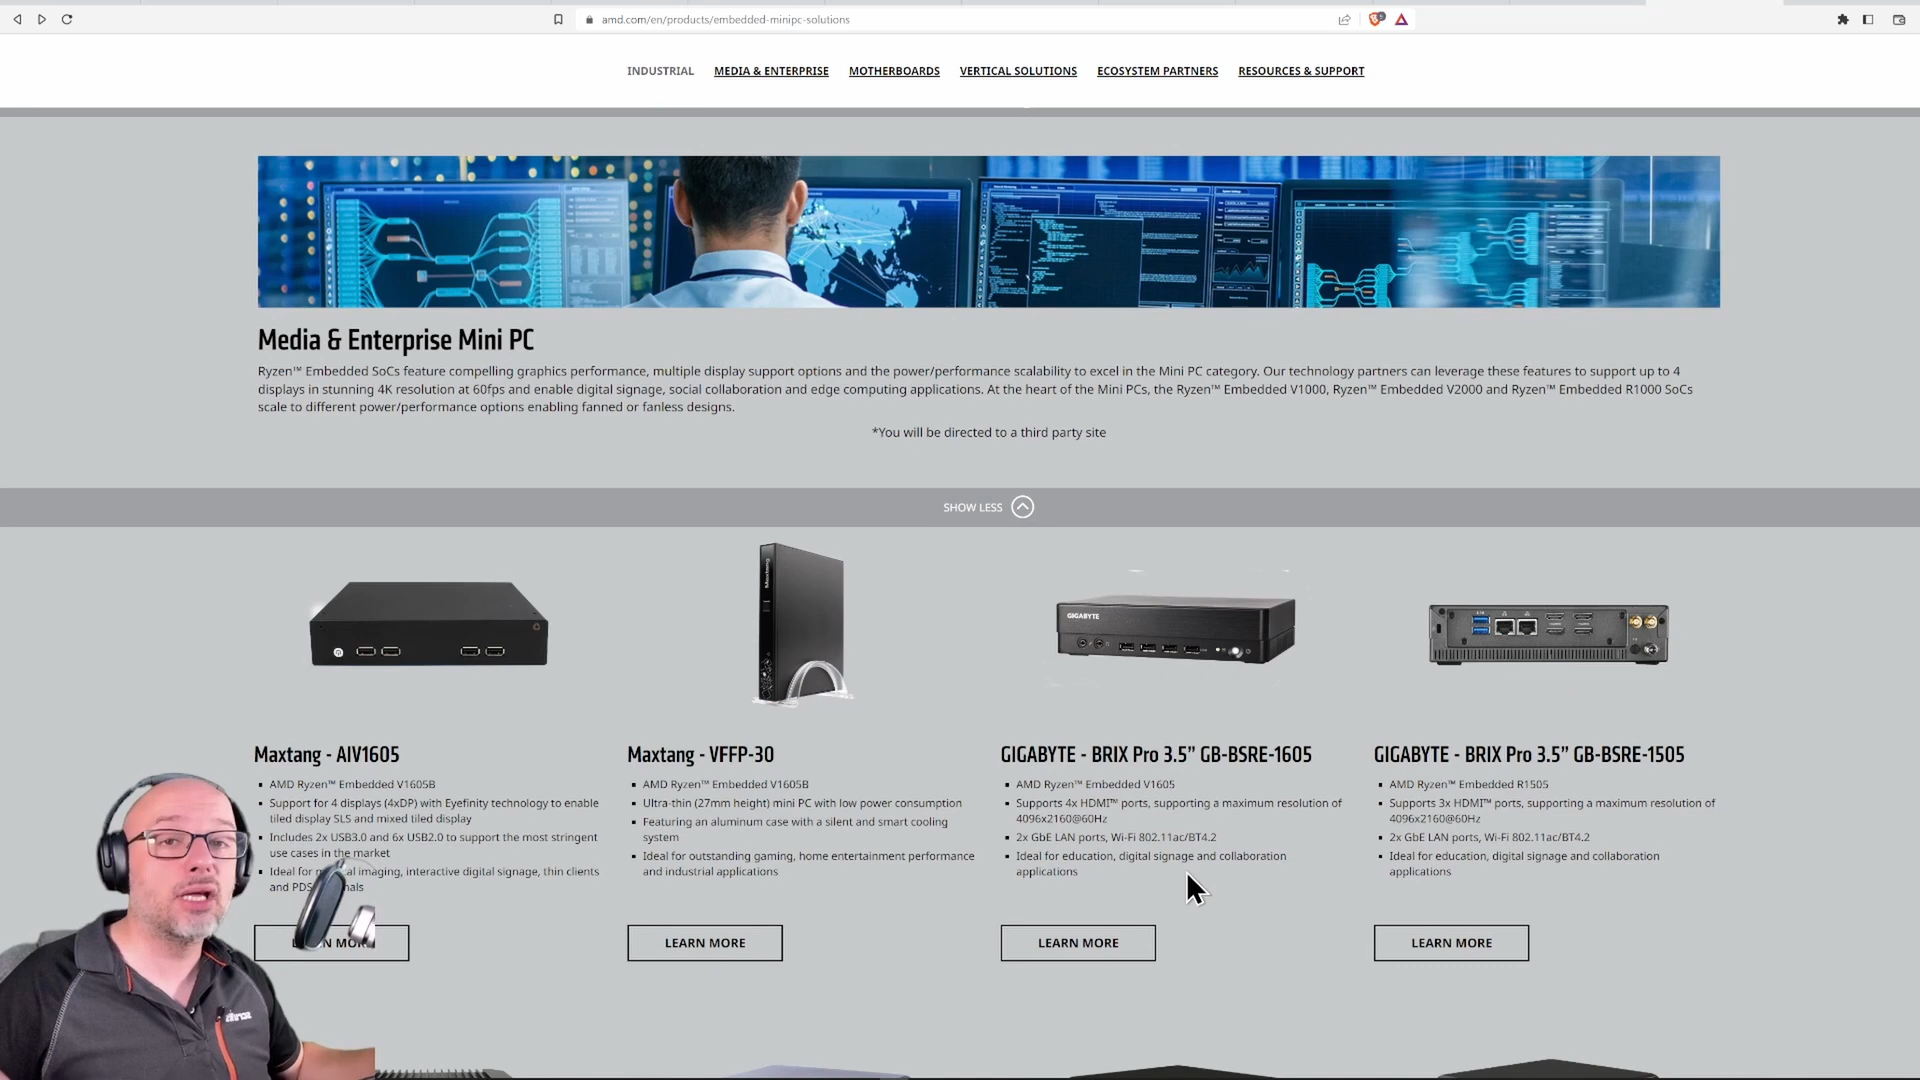 amd.com/en/products/embedded-minipc-solutions
INDUSTRIAL MEDIA & ENTERPRISE MOTHERBOARDS VERTICAL SOLUTIONS ECOSYSTEM PARTNERS RESOURCES & SUPPORT
Media & Enterprise Mini PC
Ryzen™ Embedded SoCs feature compelling graphics performance, multiple display support options and the power/performance scalability to excel in the Mini PC category. Our technology partners can leverage these features to support up to 4
displays in stunning 4K resolution at 60fps and enable digital signage, social collaboration and edge computing applications. At the heart of the Mini PCs, the Ryzen™ Embedded V1000, Ryzen™ Embedded V2000 and Ryzen™ Embedded R1000 SoCs
scale to different power/performance options enabling fanned or fanless designs.
*You will be directed to a third party site
SHOW LESS
Maxtang
GIGABYTE
Maxtang - AIV1605
AMD Ryzen™ Embedded V1605B
Support for 4 displays (4xDP) with Eyefinity technology to enable
tiled display SLS and mixed tiled display
Includes 2x USB3.0 and 6x USB2.0 to support the most stringent
use cases in the market
Ideal for imaging, interactive digital signage, thin clients
and
LEARN MORE
Maxtang - VFFP-30
AMD Ryzen™ Embedded V1605B
Ultra-thin (27mm height) mini PC with low power consumption
Featuring an aluminum case with a silent and smart cooling
system
Ideal for outstanding gaming, home entertainment performance
and industrial applications
LEARN MORE
GIGABYTE - BRIX Pro 3.5” GB-BSRE-1605
AMD Ryzen™ Embedded V1605
Supports 4x HDMI™ ports, supporting a maximum resolution of
4096x2160@60Hz
2x GbE LAN ports, Wi-Fi 802.11ac/BT4.2
Ideal for education, digital signage and collaboration
applications
LEARN MORE
GIGABYTE - BRIX Pro 3.5” GB-BSRE-1505
AMD Ryzen™ Embedded R1505
Supports 3x HDMI™ ports, supporting a maximum resolution of
4096x2160@60Hz
2x GbE LAN ports, Wi-Fi 802.11ac/BT4.2
Ideal for education, digital signage and collaboration
applications
LEARN MORE